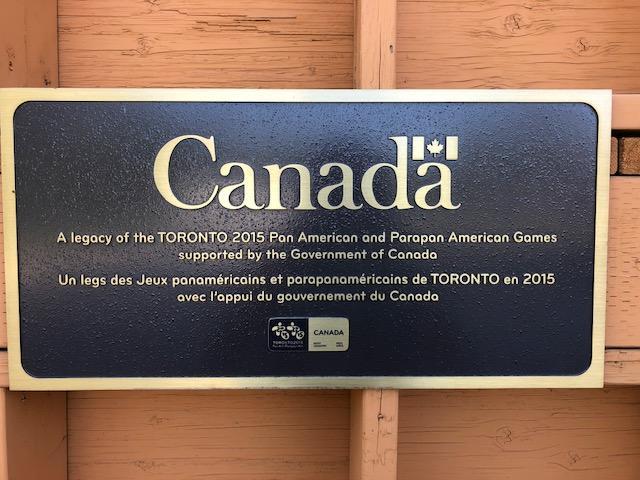 Canada
A legacy of the TORONTO 2015 Pan American and Parapan American Games
supported by the Government of Canada
Un legs des Jeux panaméricains et parapanaméricains de TORONTO en 2015
avec l'appui du gouvernement du Canada
TORONTO2015
CANADA